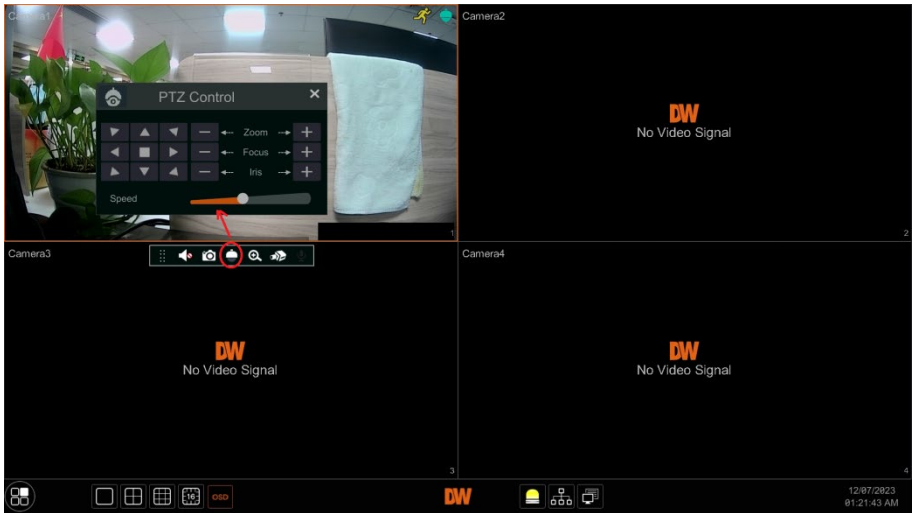 Camera1
PTZ Control
Zoom
Focus
Iris
Speed
1
Camera2
DW
No Video Signal
2
Camera3
DW
No Video Signal
3
Camera4
DW
No Video Signal
4
16
OSD
DW
12/07/2023
01:21:43 AM